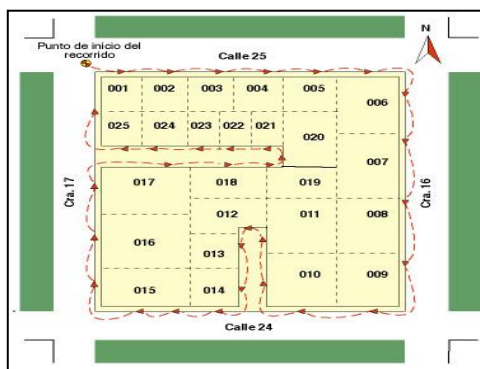 Punto de inicio del
recorrido
Calle 25
N
001 002 003 004 005 006
025 024 023 022 021 020
007
017 018 019
Cra. 17
Cra. 16
012 011 008
016
013
015 014 010 009
Calle 24